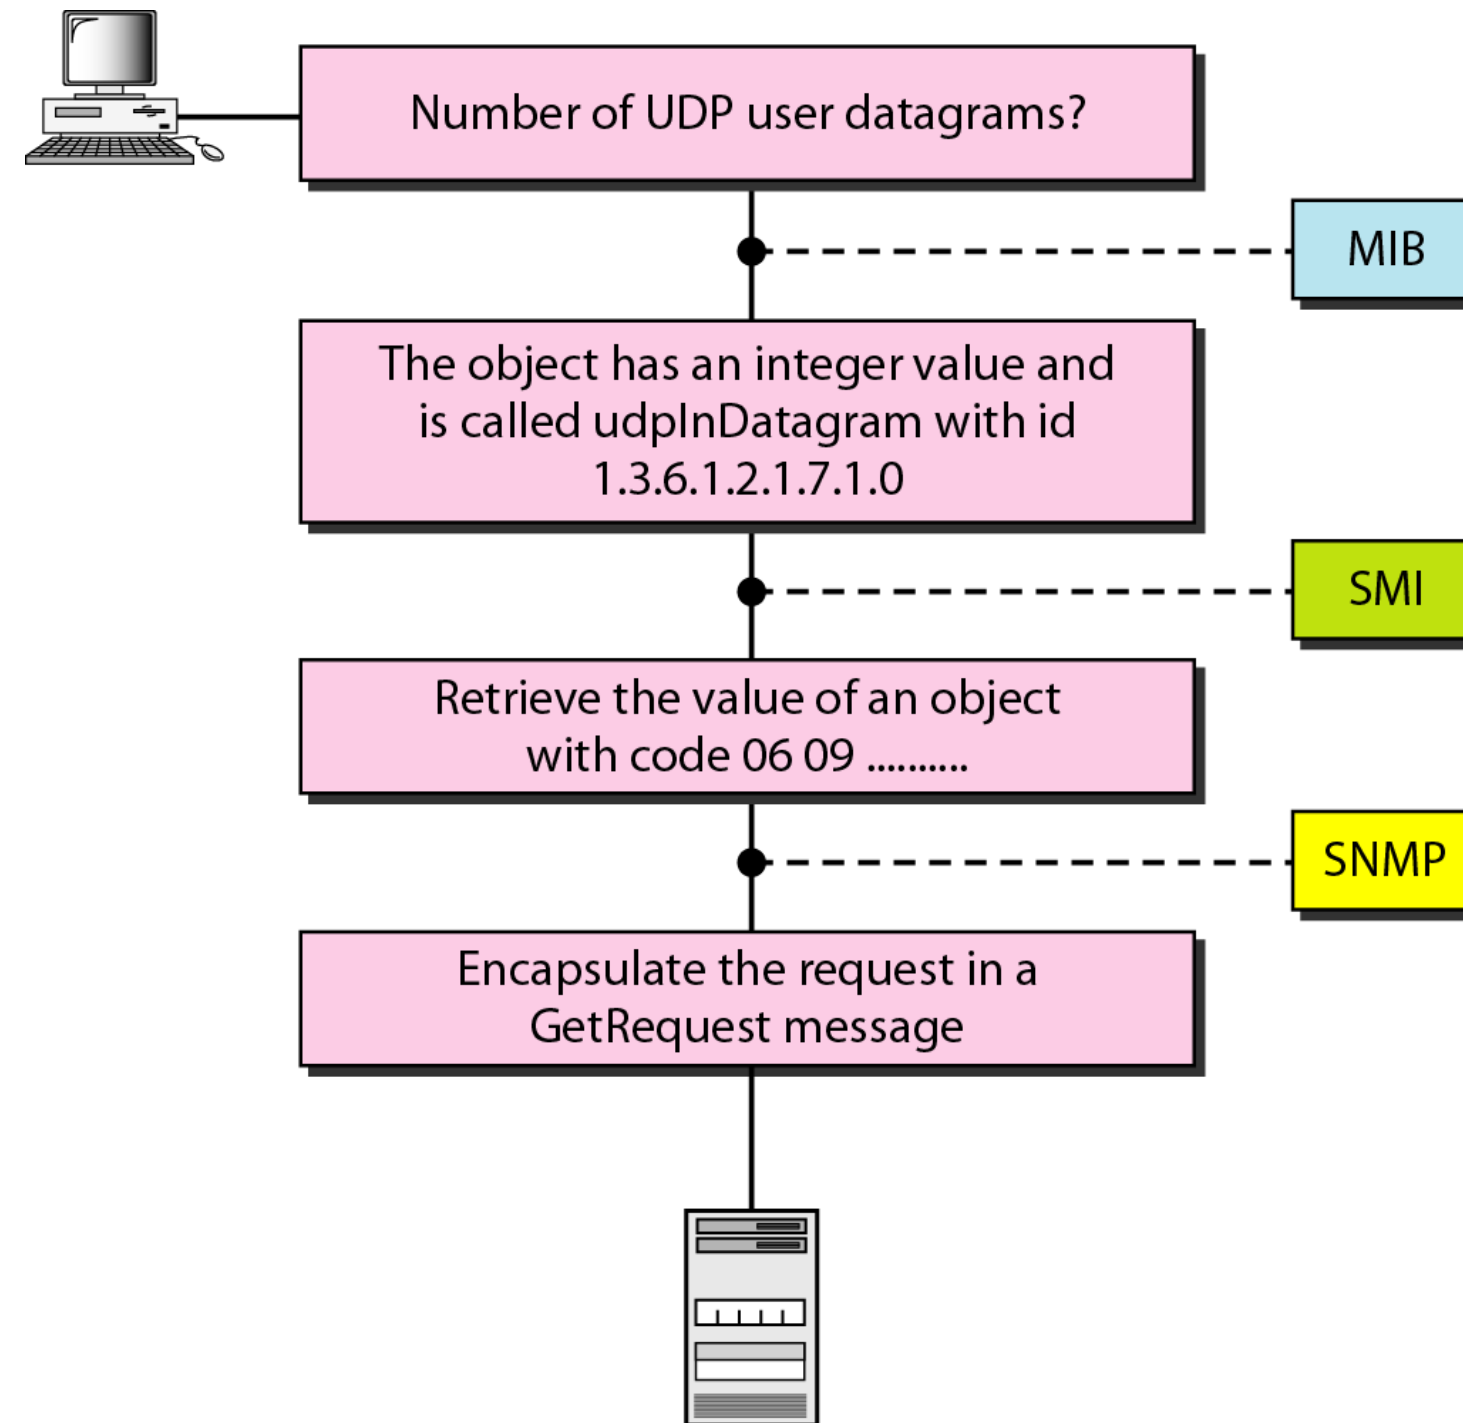 Number of UDP user datagrams?
MIB
The object has an integer value and
is called udpInDatagram with id
1.3.6.1.2.1.7.1.0
SMI
Retrieve the value of an object
with code 06 09 ..........
SNMP
Encapsulate the request in a
GetRequest message